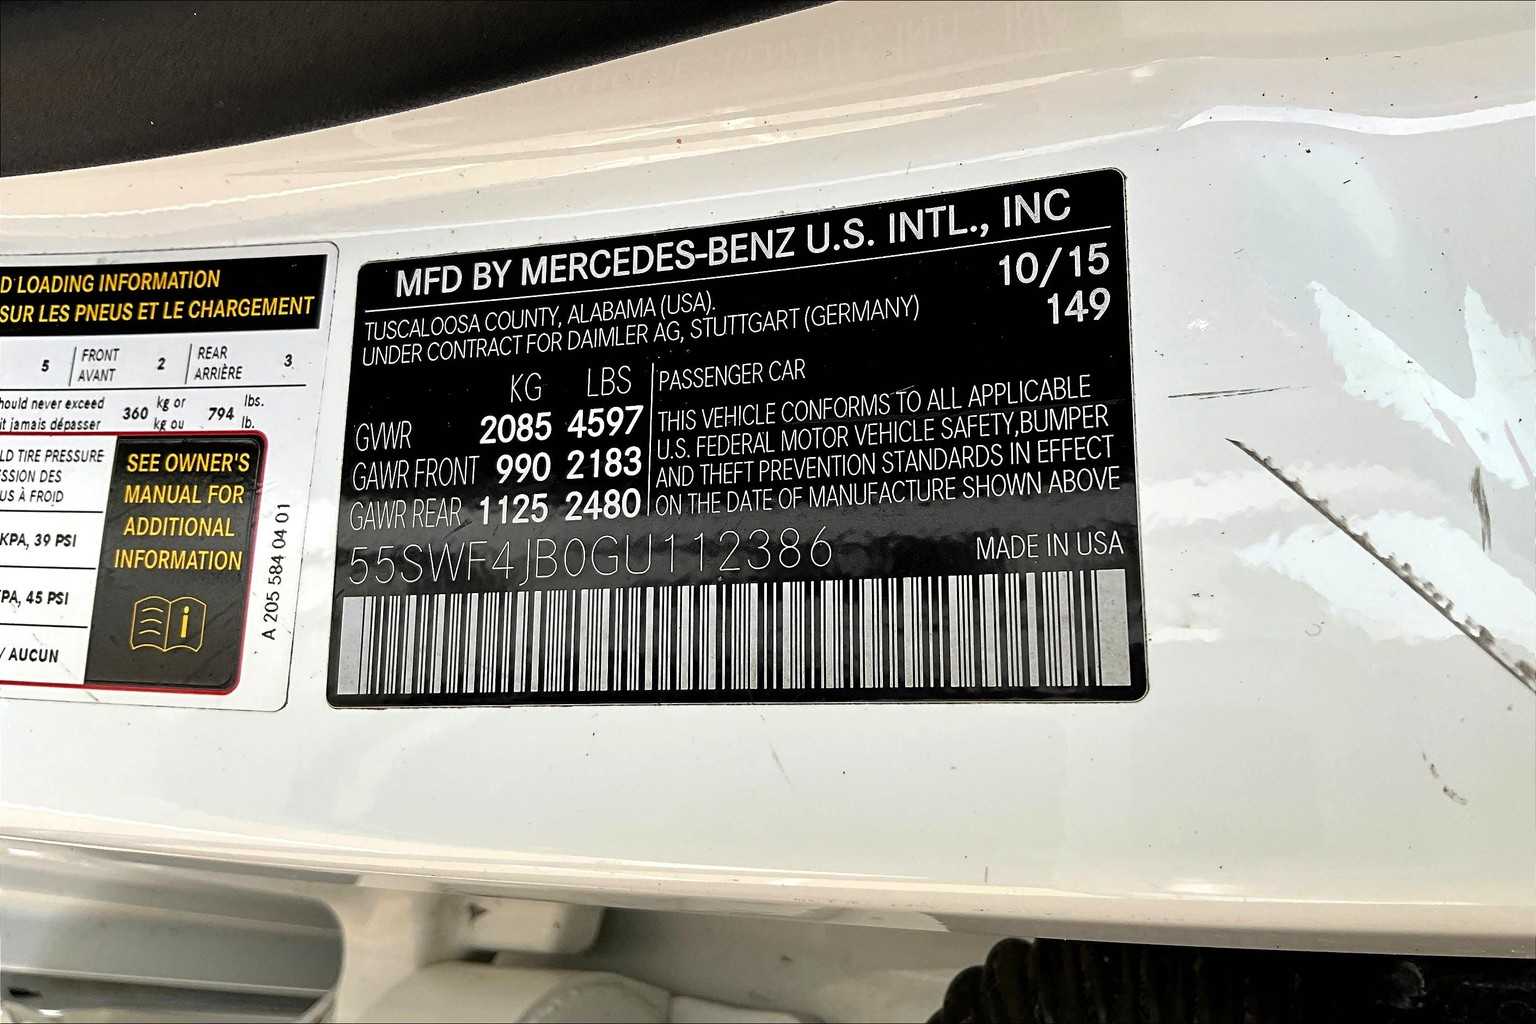 D LOADING INFORMATION
SUR LES PNEUS ET LE CHARGEMENT
5 FRONT AVANT 2 REAR ARRIÈRE 3
hould never exceed 360 kg or 794 lbs.
it jamais dépasser kg ou lb.
LD TIRE PRESSURE
ESSION DES
US À FROID
KPA, 39 PSI
PA, 45 PSI
/ AUCUN
SEE OWNER'S
MANUAL FOR
ADDITIONAL
INFORMATION
i
A 205 584 04 01
MFD BY MERCEDES-BENZ U.S. INTL., INC
10/15
149
TUSCALOOSA COUNTY, ALABAMA (USA).
UNDER CONTRACT FOR DAIMLER AG, STUTTGART (GERMANY)
KG LBS
GVWR 2085 4597
GAWR FRONT 990 2183
GAWR REAR 1125 2480
PASSENGER CAR
THIS VEHICLE CONFORMS TO ALL APPLICABLE
U.S. FEDERAL MOTOR VEHICLE SAFETY,BUMPER
AND THEFT PREVENTION STANDARDS IN EFFECT
ON THE DATE OF MANUFACTURE SHOWN ABOVE
55SWF4JB0GU112386
MADE IN USA